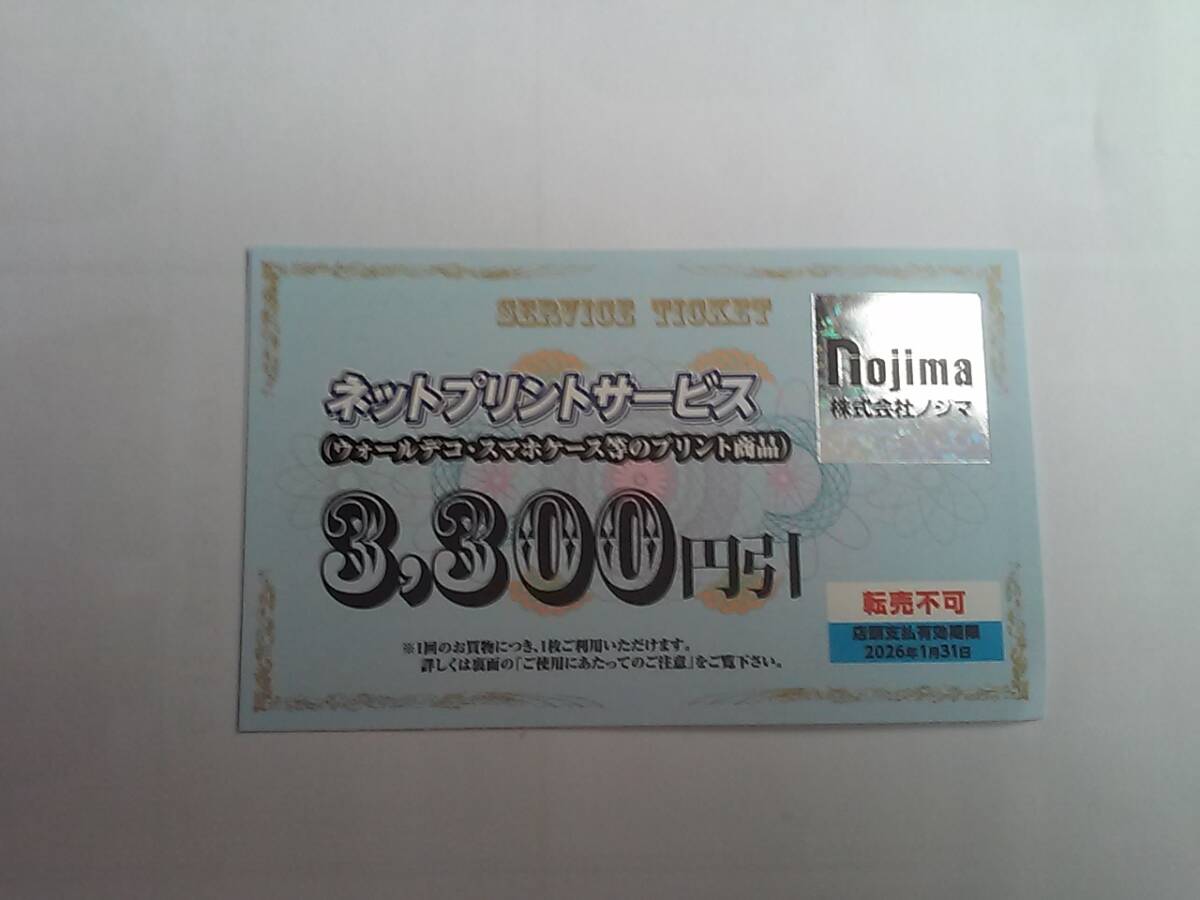 SERVICE TICKET
nojima
株式会社ノジマ
ネットプリントサービス
(ウォールデコ・スマホケース等のプリント商品)
3,300円引
転売不可
店頭支払有効期限
2026年1月31日
※1回のお買物につき、1枚ご利用いただけます。
詳しくは裏面の「ご使用にあたってのご注意」をご覧下さい。